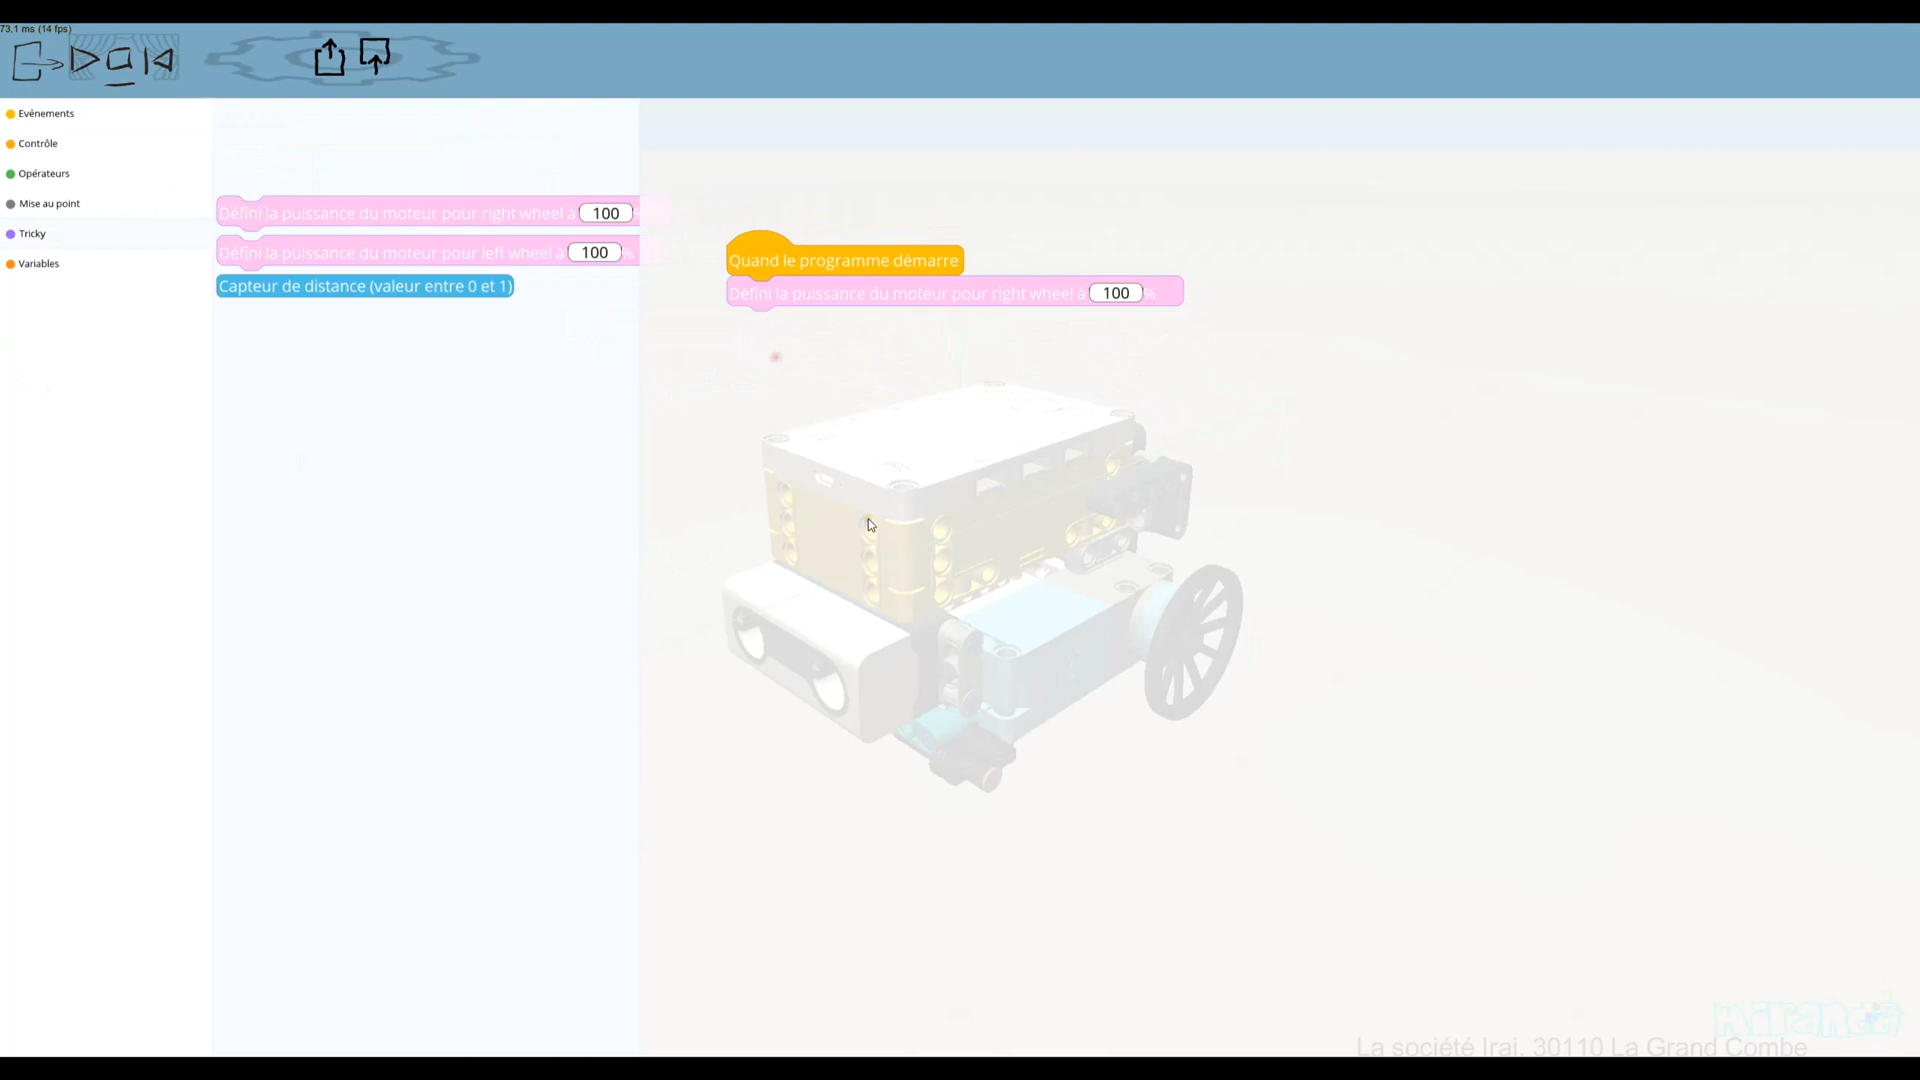 73,1 ms (14 fps)
Evènements
Contrôle
Opérateurs
Mise au point
Tricky
Variables
Défini la puissance du moteur pour right wheel à 100 %
Défini la puissance du moteur pour left wheel à 100 %
Capteur de distance (valeur entre 0 et 1)
Quand le programme démarre
Défini la puissance du moteur pour right wheel à 100 %
miranda
La société Irai, 30110 La Grand Combe